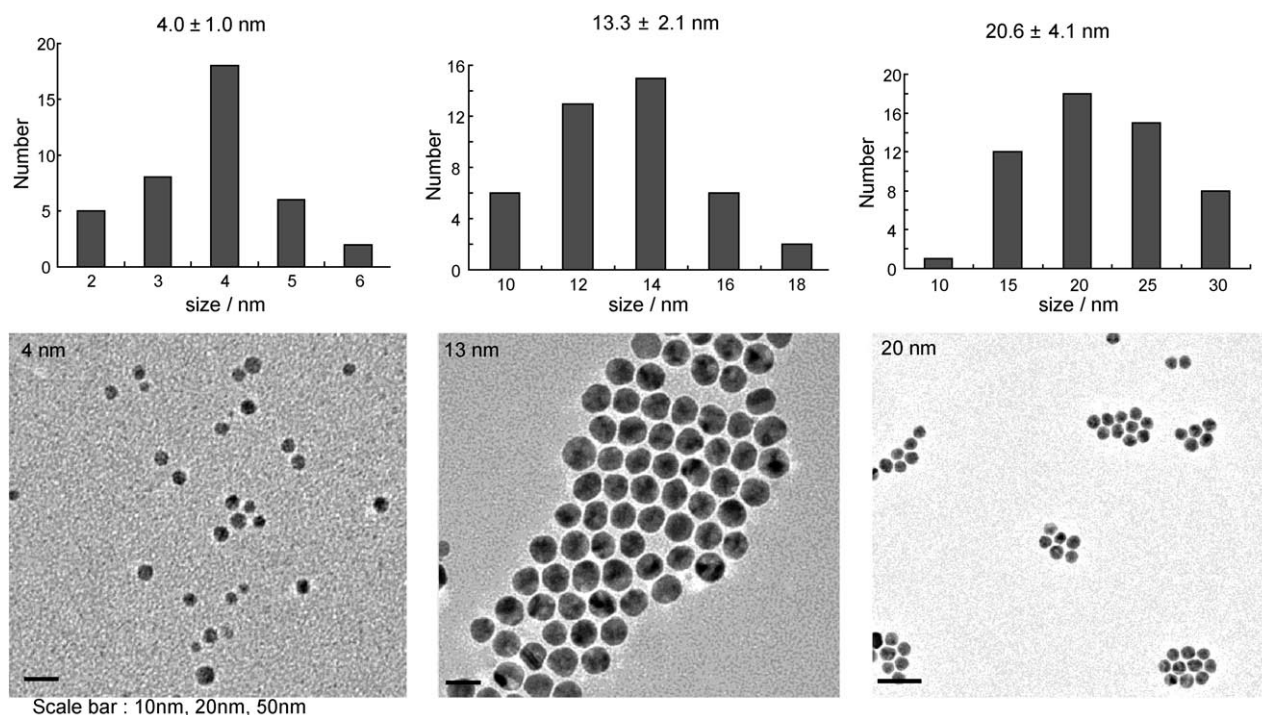 4.0 ± 1.0 nm
20
15
10
5
0
Number
2 3 4 5 6
size / nm
13.3 ± 2.1 nm
16
12
8
4
0
Number
10 12 14 16 18
size / nm
20.6 ± 4.1 nm
20
16
12
8
4
0
Number
10 15 20 25 30
size / nm
4 nm
13 nm
20 nm
Scale bar : 10nm, 20nm, 50nm